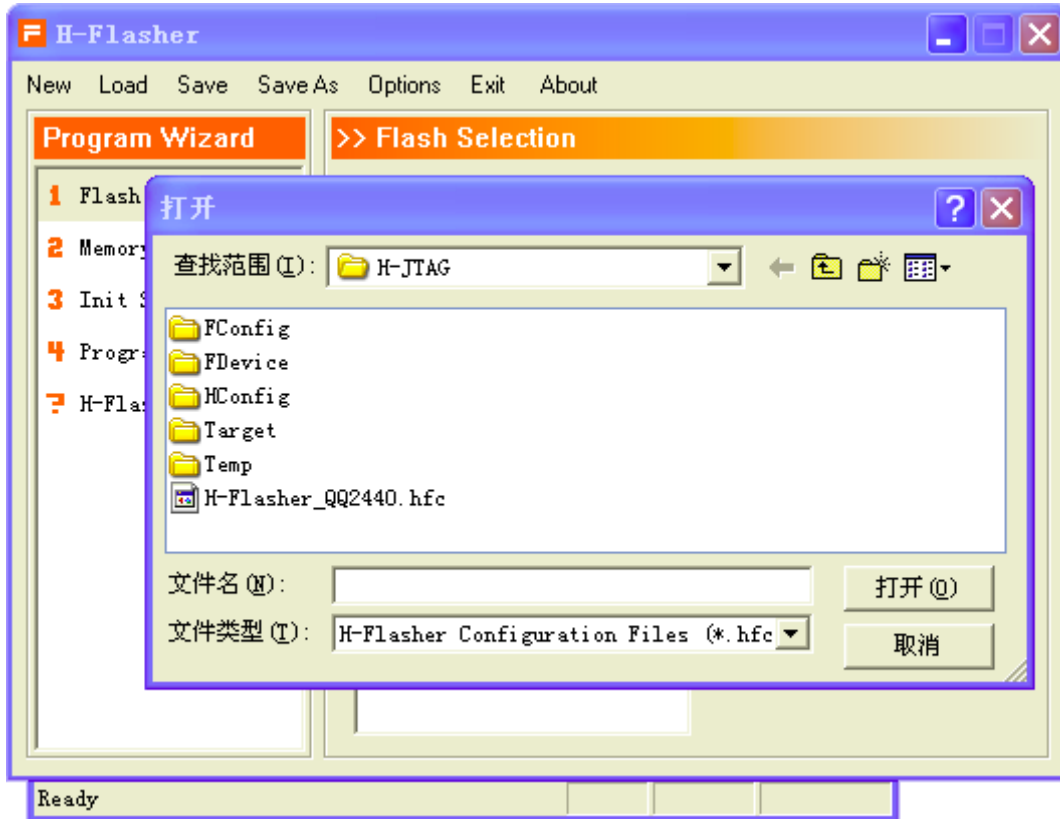 H-Flasher
New Load Save Save As Options Exit About
Program Wizard
>> Flash Selection
1 Flash
2 Memory
3 Init
4 Progra
? H-Flas
打开
查找范围(I): H-JTAG
FConfig
FDevice
HConfig
Target
Temp
H-Flasher_QQ2440.hfc
文件名(N):
打开(O)
文件类型(T): H-Flasher Configuration Files (*.hfc
取消
Ready